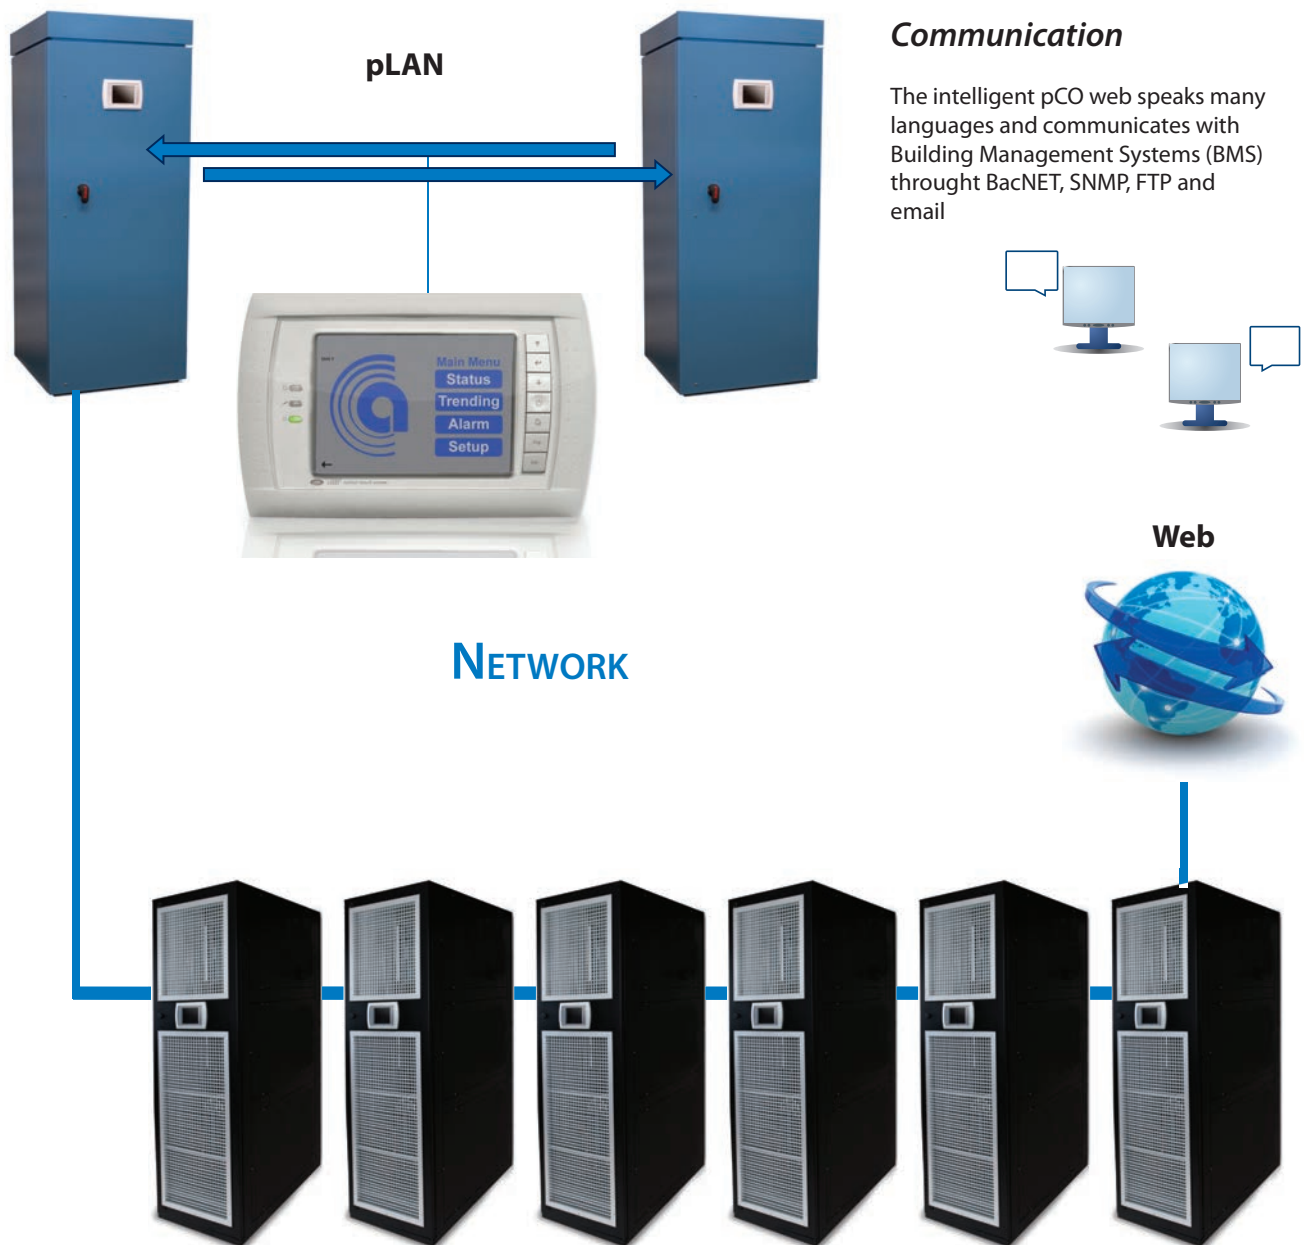 pLAN
Communication
The intelligent pCO web speaks many
languages and communicates with
Building Management Systems (BMS)
throught BacNET, SNMP, FTP and
email
Main Menu
Status
Trending
Alarm
Setup
Web
NETWORK